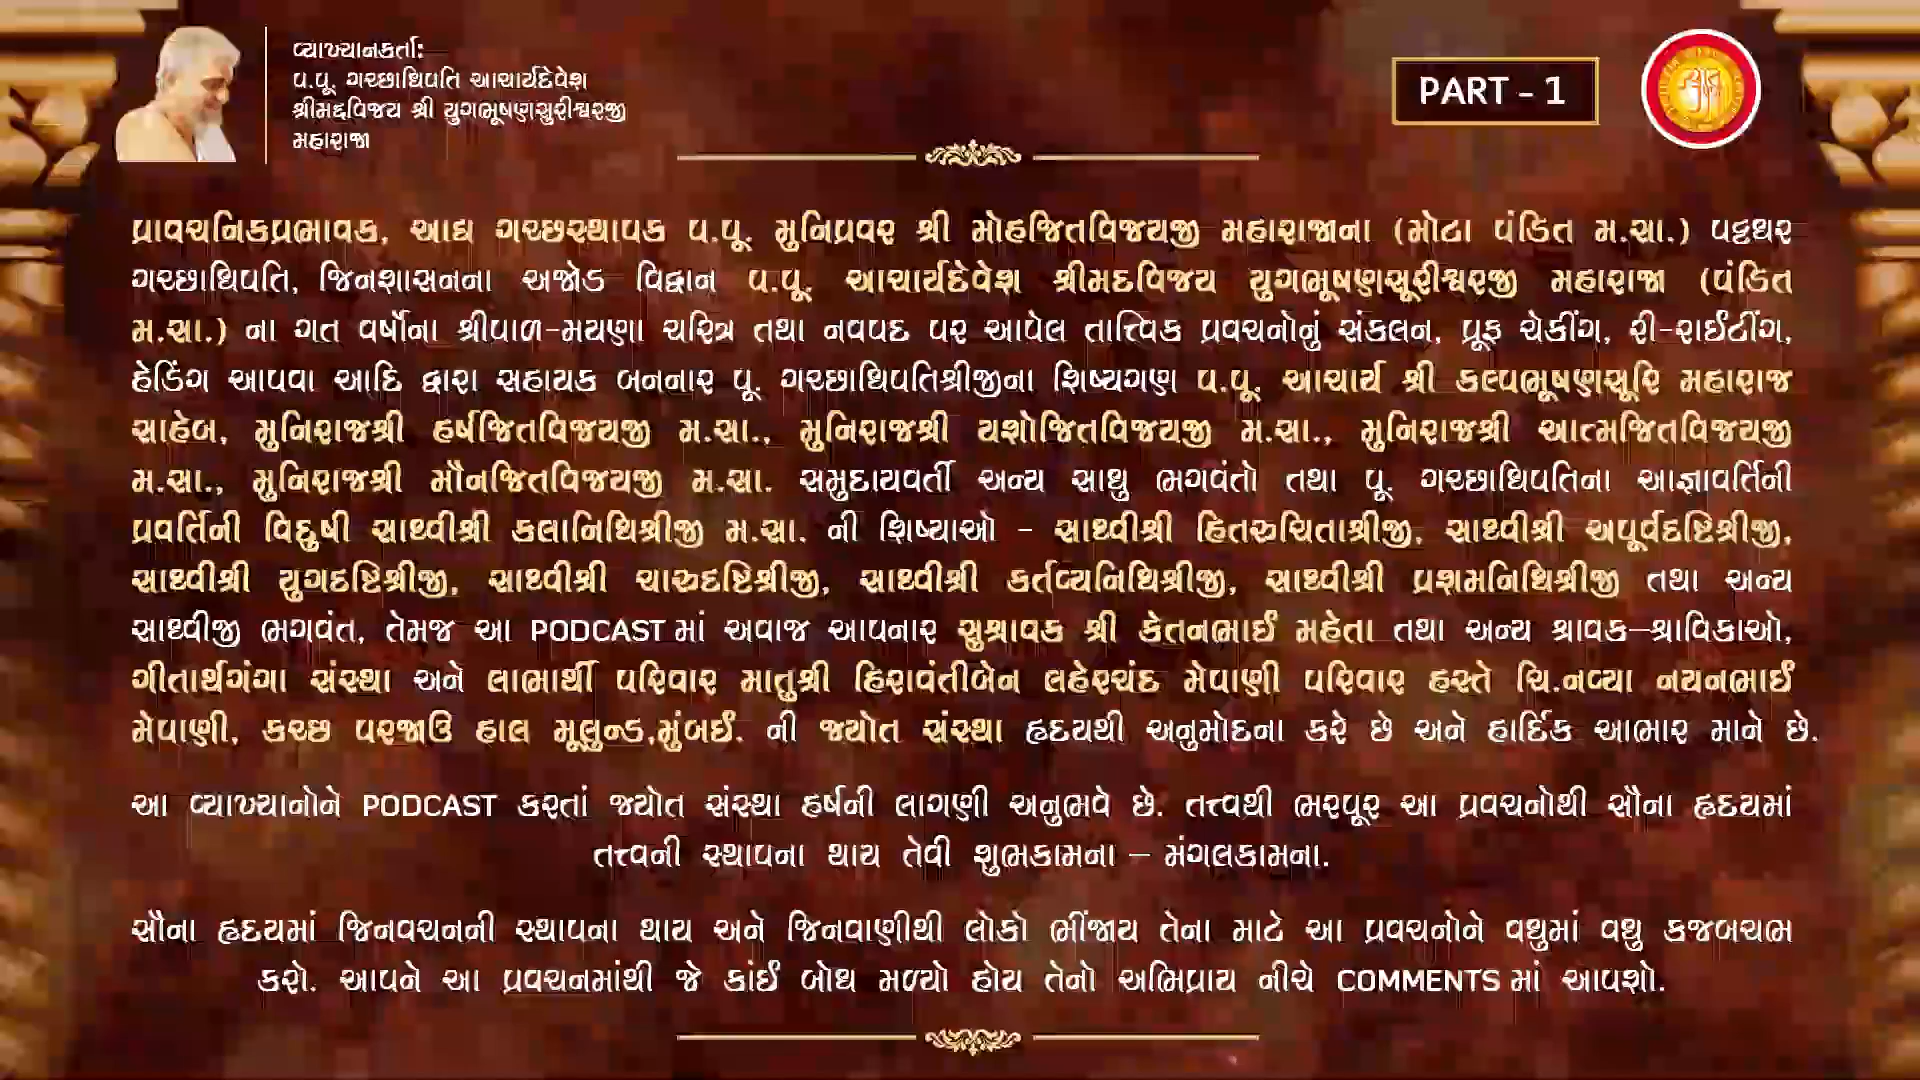 વ્યાખ્યાનકર્તા:
પ.પૂ. ગચ્છાધિપતિ આચાર્યદેવેશ
શ્રીમદ્વિજય શ્રી યુગભૂષણસુરીશ્વરજી
મહારાજા
PART - 1
પ્રાવચનિકપ્રભાવક, આદ્ય ગચ્છસ્થાપક પ.પૂ. મુનિપ્રવર શ્રી મોહજિતવિજયજી મહારાજાના (મોટા પંડિત મ.સા.) પટ્ટધર
ગચ્છાધિપતિ, જિનશાસનના અજોડ વિદ્વાન પ.પૂ. આચાર્યદેવેશ શ્રીમદવિજય યુગભૂષણસૂરીશ્વરજી મહારાજા (પંડિત
મ.સા.) ના ગત વર્ષોના શ્રીપાળ-મયણા ચરિત્ર તથા નવપદ પર આપેલ તાત્ત્વિક પ્રવચનોનું સંકલન, પ્રૂફ ચેકીંગ, રી-રાઈટીંગ,
હેડિંગ આપવા આદિ દ્વારા સહાયક બનનાર પૂ. ગચ્છાધિપતિશ્રીજીના શિષ્યગણ પ.પૂ. આચાર્ય શ્રી કલ્પભૂષણસૂરિ મહારાજ
સાહેબ, મુનિરાજશ્રી હર્ષજિતવિજયજી મ.સા., મુનિરાજશ્રી યશોજિતવિજયજી મ.સા., મુનિરાજશ્રી આત્મજિતવિજયજી
મ.સા., મુનિરાજશ્રી મૌનજિતવિજયજી મ.સા. સમુદાયવર્તી અન્ય સાધુ ભગવંતો તથા પૂ. ગચ્છાધિપતિના આજ્ઞાવર્તિની
પ્રવર્તિની વિદુષી સાધ્વીશ્રી કલાનિધિશ્રીજી મ.સા. ની શિષ્યાઓ - સાધ્વીશ્રી હિતરુચિતાશ્રીજી, સાધ્વીશ્રી અપૂર્વદષ્ટિશ્રીજી,
સાધ્વીશ્રી યુગદષ્ટિશ્રીજી, સાધ્વીશ્રી ચારુદષ્ટિશ્રીજી, સાધ્વીશ્રી કર્તવ્યનિધિશ્રીજી, સાધ્વીશ્રી પ્રશમનિધિશ્રીજી તથા અન્ય
સાધ્વીજી ભગવંત, તેમજ આ PODCAST માં અવાજ આપનાર સુશ્રાવક શ્રી કેતનભાઈ મહેતા તથા અન્ય શ્રાવક-શ્રાવિકાઓ,
ગીતાર્થગંગા સંસ્થા અને લાભાર્થી પરિવાર માતુશ્રી હિરાવંતીબેન લહેરચંદ મેપાણી પરિવાર હસ્તે ચિ.નવ્યા નયનભાઈ
મેપાણી, કચ્છ પરજાઉ હાલ મૂલુન્ડ,મુંબઈ. ની જ્યોત સંસ્થા હૃદયથી અનુમોદના કરે છે અને હાર્દિક આભાર માને છે.
આ વ્યાખ્યાનોને PODCAST કરતાં જ્યોત સંસ્થા હર્ષની લાગણી અનુભવે છે. તત્ત્વથી ભરપૂર આ પ્રવચનોથી સૌના હૃદયમાં
તત્ત્વની સ્થાપના થાય તેવી શુભકામના – મંગલકામના.
સૌના હૃદયમાં જિનવચનની સ્થાપના થાય અને જિનવાણીથી લોકો ભીંજાય તેના માટે આ પ્રવચનોને વધુમાં વધુ કજબચભ
કરો. આપને આ પ્રવચનમાંથી જે કાંઈ બોધ મળ્યો હોય તેનો અભિપ્રાય નીચે COMMENTS માં આપશો.